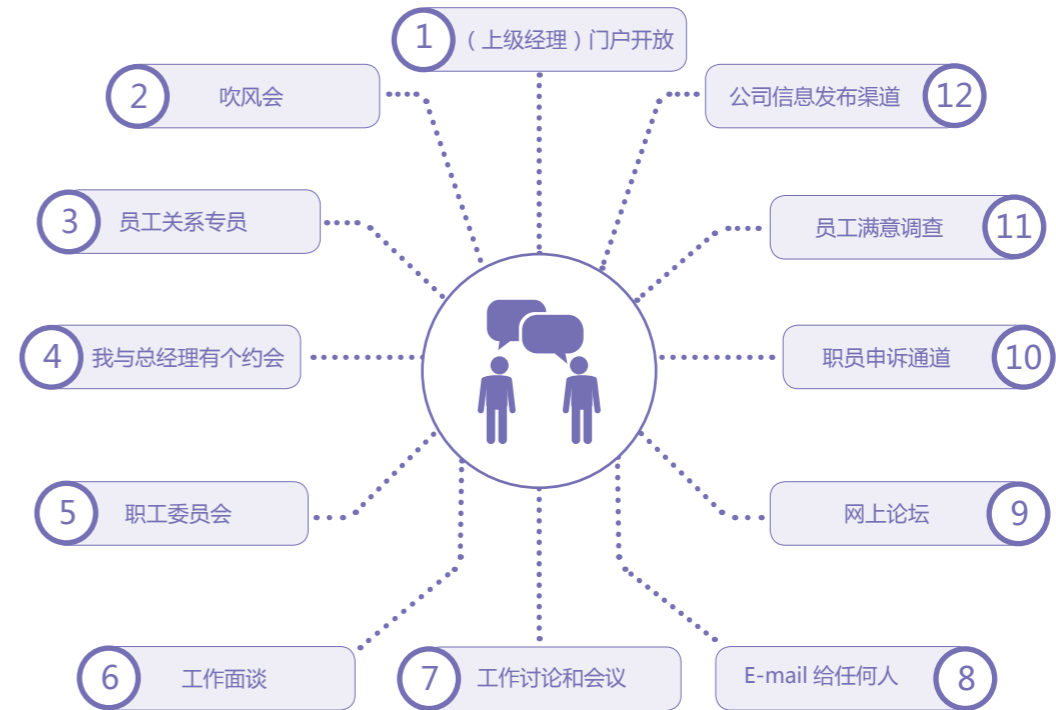 1 （上级经理）门户开放
2 吹风会
3 员工关系专员
4 我与总经理有个约会
5 职工委员会
6 工作面谈
7 工作讨论和会议
8 E-mail 给任何人
9 网上论坛
10 职员申诉通道
11 员工满意调查
12 公司信息发布渠道